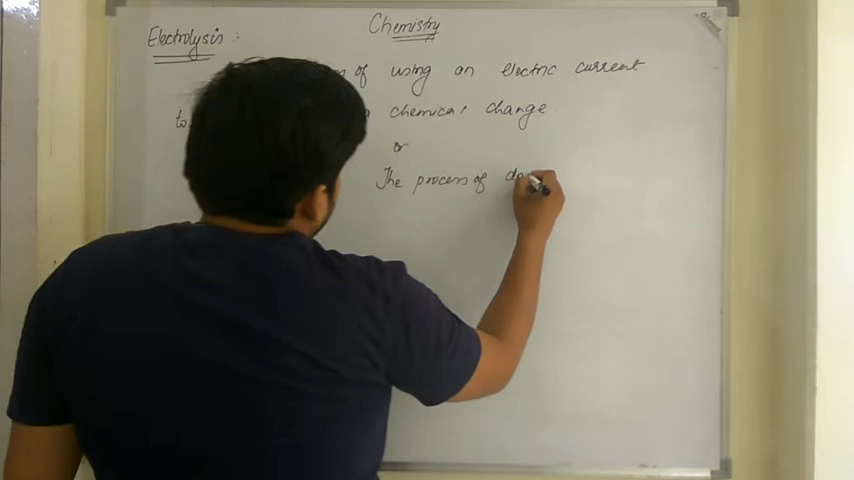 Chemistry
Electrolysis :
of using an electric current
to chemical change
or
The process of